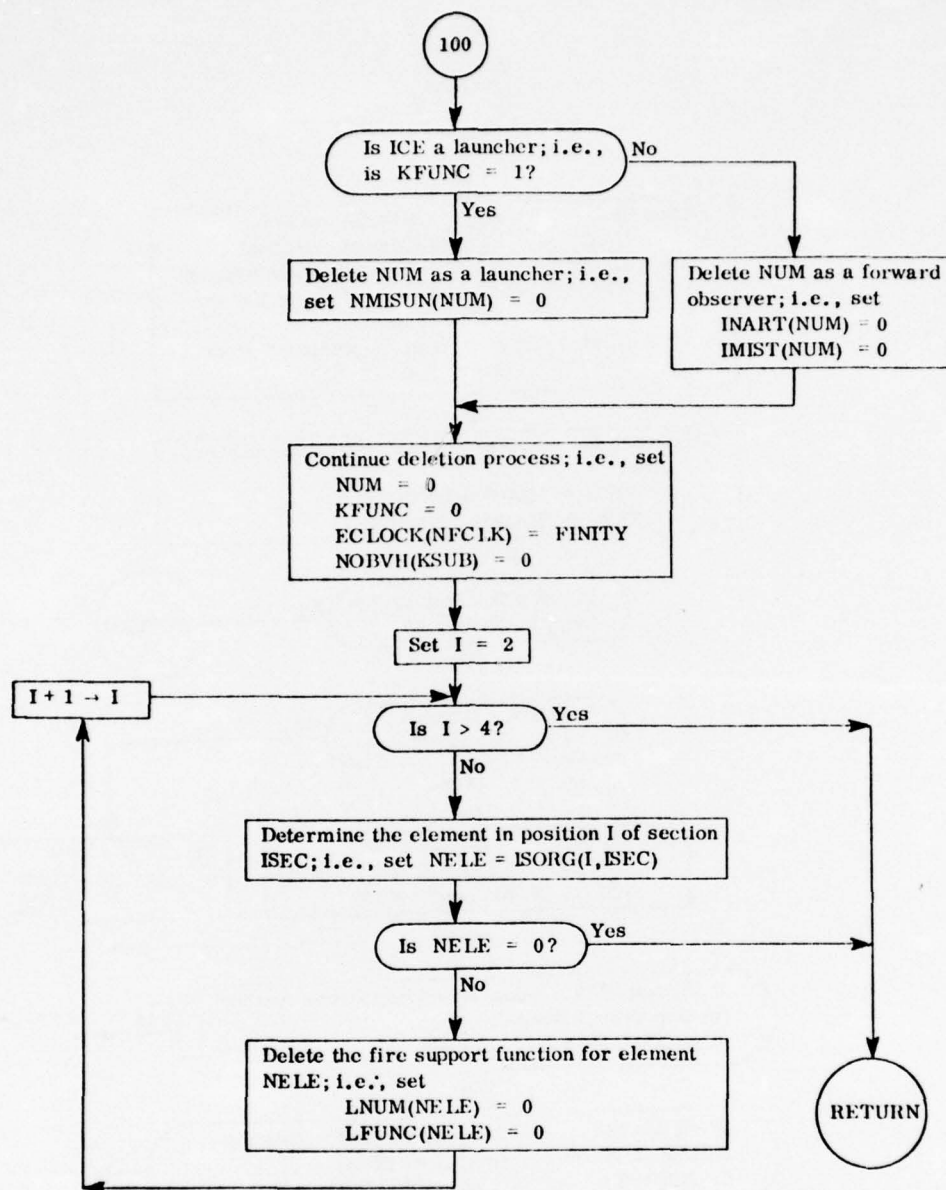 100
Is ICE a launcher; i.e.,
is KFUNC = 1?
No
Yes
Delete NUM as a launcher; i.e.,
set NMISUN(NUM) = 0
Delete NUM as a forward
observer; i.e., set
INART(NUM) = 0
IMIST(NUM) = 0
Continue deletion process; i.e., set
NUM = 0
KFUNC = 0
ECLOCK(NFCLK) = FINITY
NOBVH(KSUB) = 0
Set I = 2
I + 1 → I
Is I > 4?
Yes
No
Determine the element in position I of section
ISEC; i.e., set NELE = ISORG(I,ISEC)
Is NELE = 0?
Yes
No
Delete the fire support function for element
NELE; i.e., set
LNUM(NELE) = 0
LFUNC(NELE) = 0
RETURN